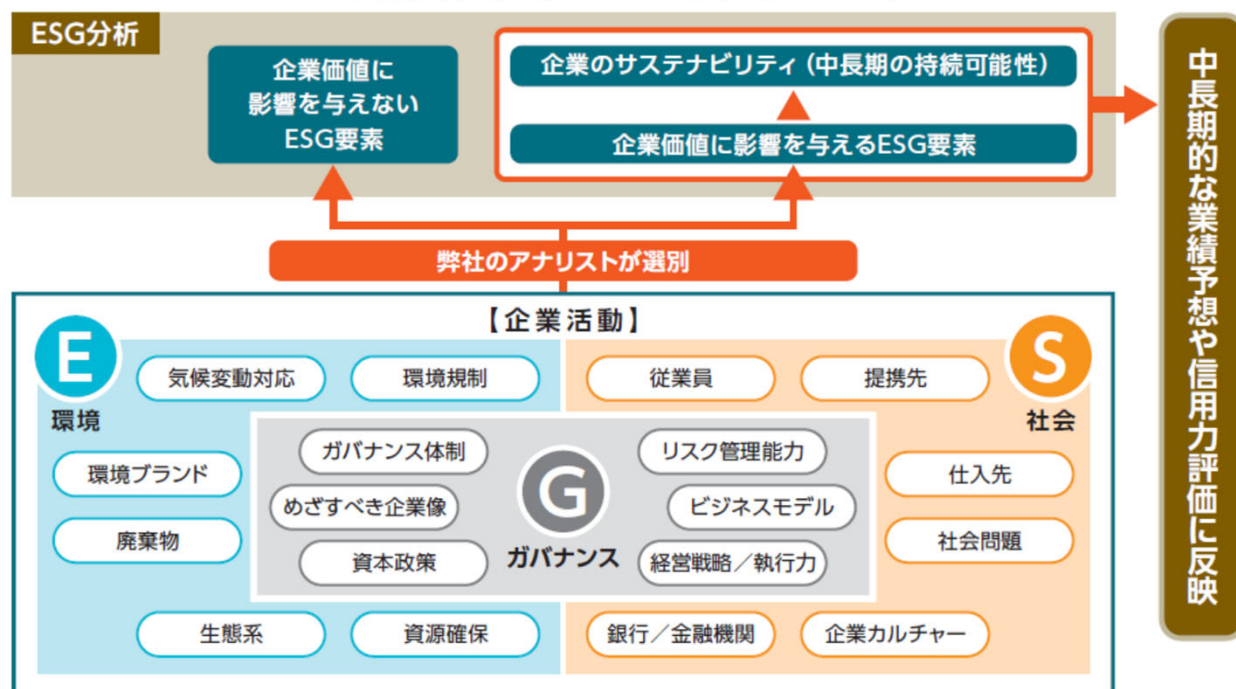 ESG分析
企業価値に
影響を与えない
ESG要素
企業のサステナビリティ(中長期の持続可能性)
企業価値に影響を与えるESG要素
中長期的な業績予想や信用力評価に反映
弊社のアナリストが選別
【企業活動】
E
環境
気候変動対応
環境規制
環境ブランド
廃棄物
生態系
資源確保
G
ガバナンス
ガバナンス体制
めざすべき企業像
資本政策
リスク管理能力
ビジネスモデル
経営戦略/執行力
S
社会
従業員
提携先
仕入先
社会問題
銀行/金融機関
企業カルチャー